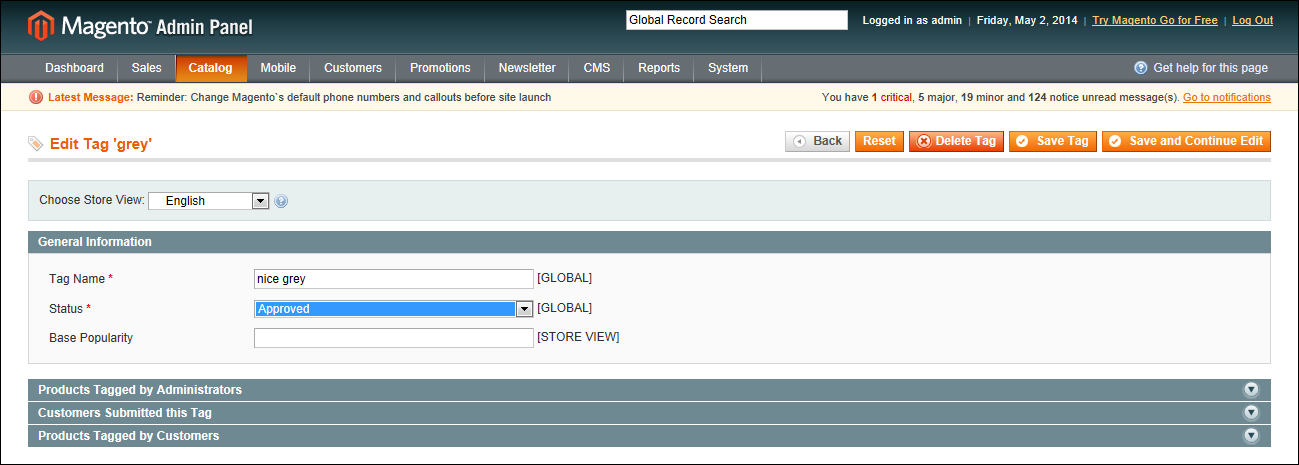 Magento™ Admin Panel
Global Record Search
Logged in as admin | Friday, May 2, 2014 | Try Magento Go for Free | Log Out
Dashboard Sales Catalog Mobile Customers Promotions Newsletter CMS Reports System
Get help for this page
Latest Message: Reminder: Change Magento`s default phone numbers and callouts before site launch
You have 1 critical, 5 major, 19 minor and 124 notice unread message(s). Go to notifications
Edit Tag 'grey'
Back Reset Delete Tag Save Tag Save and Continue Edit
Choose Store View: English
General Information
Tag Name * nice grey [GLOBAL]
Status * Approved [GLOBAL]
Base Popularity [STORE VIEW]
Products Tagged by Administrators
Customers Submitted this Tag
Products Tagged by Customers